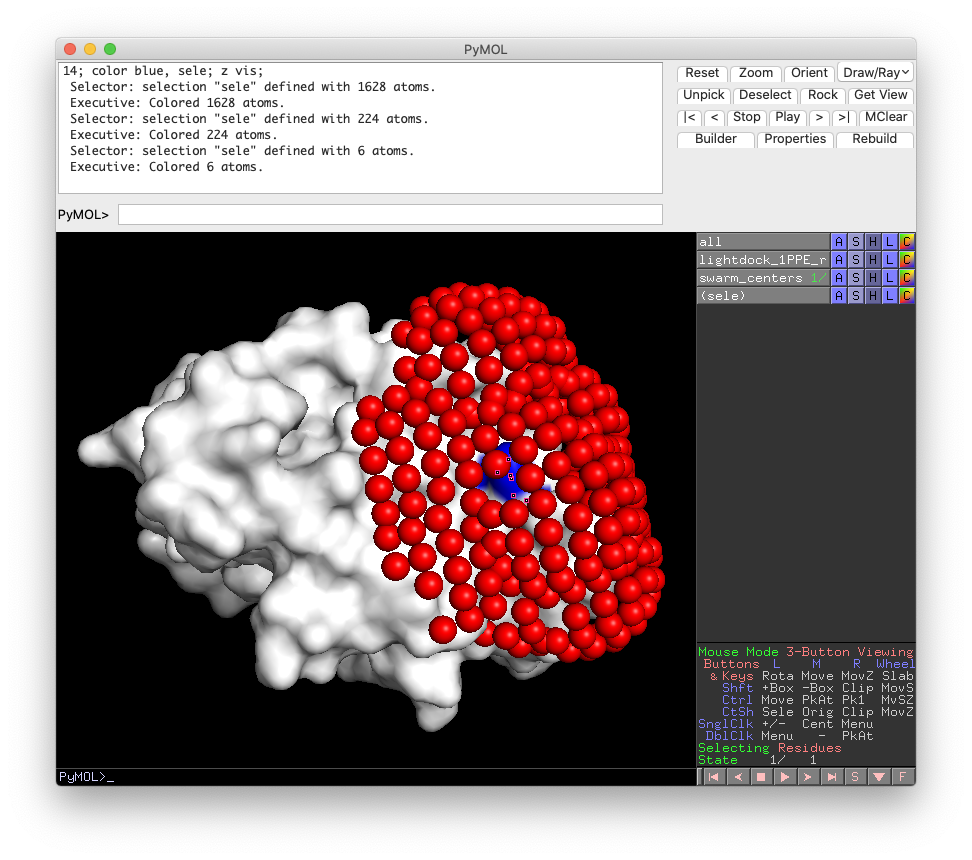 PyMOL
14; color blue, sele; z vis;
Selector: selection "sele" defined with 1628 atoms.
Executive: Colored 1628 atoms.
Selector: selection "sele" defined with 224 atoms.
Executive: Colored 224 atoms.
Selector: selection "sele" defined with 6 atoms.
Executive: Colored 6 atoms.
PyMOL>
Reset Zoom Orient Draw/Ray
Unpick Deselect Rock Get View
|< < Stop Play > >| MClear
Builder Properties Rebuild
all A S H L C
lightdock_1PPE_r A S H L C
swarm_centers 1/ A S H L C
(sele) A S H L C
Mouse Mode 3-Button Viewing
Buttons L M R Wheel
& Keys Rota Move MovZ Slab
Shft +Box -Box Clip MovS
Ctrl Move PkAt Pk1 MvSZ
CtSh Sele Orig Clip MovZ
SnglClk +/- Cent Menu
DblClk Menu - PkAt
Selecting Residues
State 1/ 1
PyMOL>_
S F